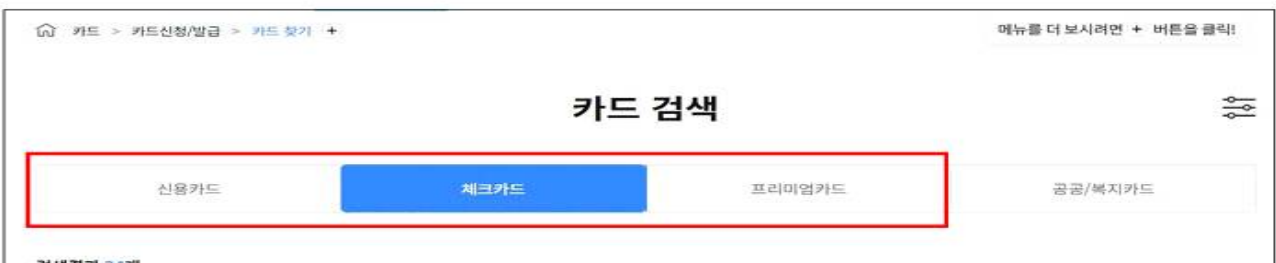 카드 > 카드신청/발급 > 카드 찾기 +
메뉴를 더 보시려면 + 버튼을 클릭!
카드 검색
신용카드 체크카드 프리미엄카드 공공/복지카드